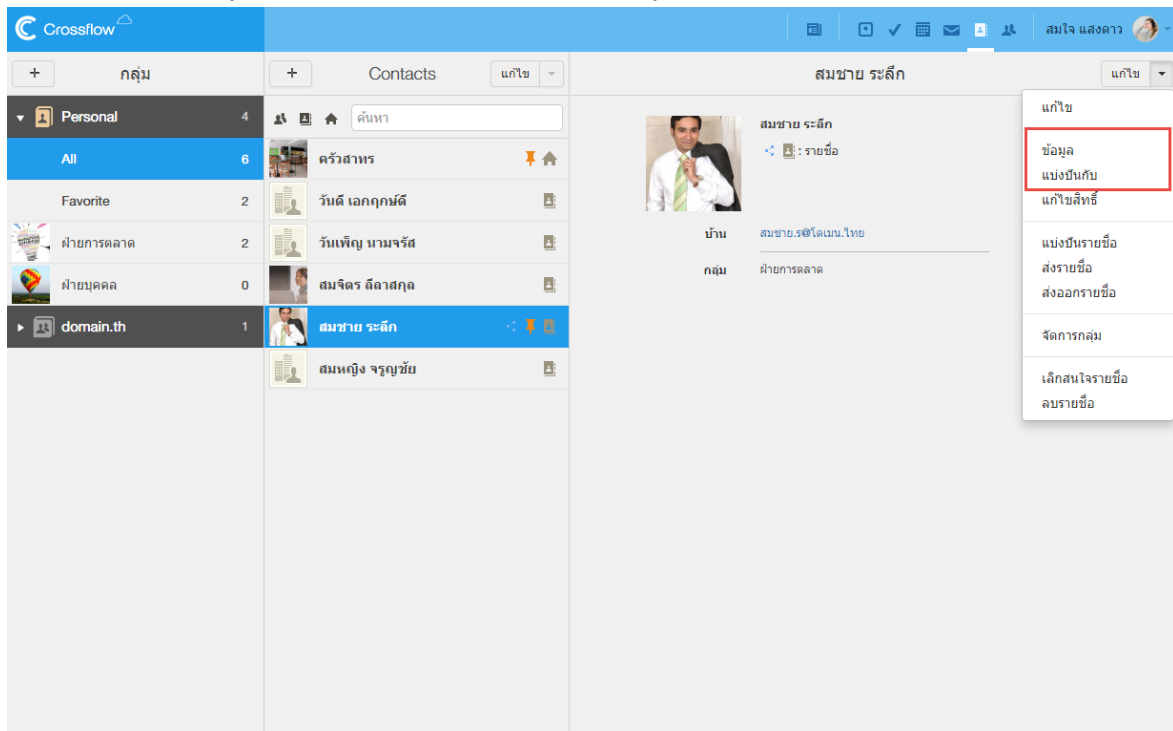 Crossflow
สมใจ แสงดาว
กลุ่ม
Contacts
แก้ไข
สมชาย ระลึก
แก้ไข
Personal 4
All 6
Favorite 2
ฝ่ายการตลาด 2
ฝ่ายบุคคล 0
domain.th 1
ค้นหา
ครัวสาทร
วันดี เอกฤกษ์ดี
วันเพ็ญ นามจรัส
สมจิตร ลีลาสกุล
สมชาย ระลึก
สมหญิง จรูญชัย
สมชาย ระลึก
: รายชื่อ
บ้าน สมชาย.ร@โดเมน.ไทย
กลุ่ม ฝ่ายการตลาด
แก้ไข
ข้อมูล
แบ่งปันกับ
แก้ไขสิทธิ์
แบ่งปันรายชื่อ
ส่งรายชื่อ
ส่งออกรายชื่อ
จัดการกลุ่ม
เลิกสนใจรายชื่อ
ลบรายชื่อ